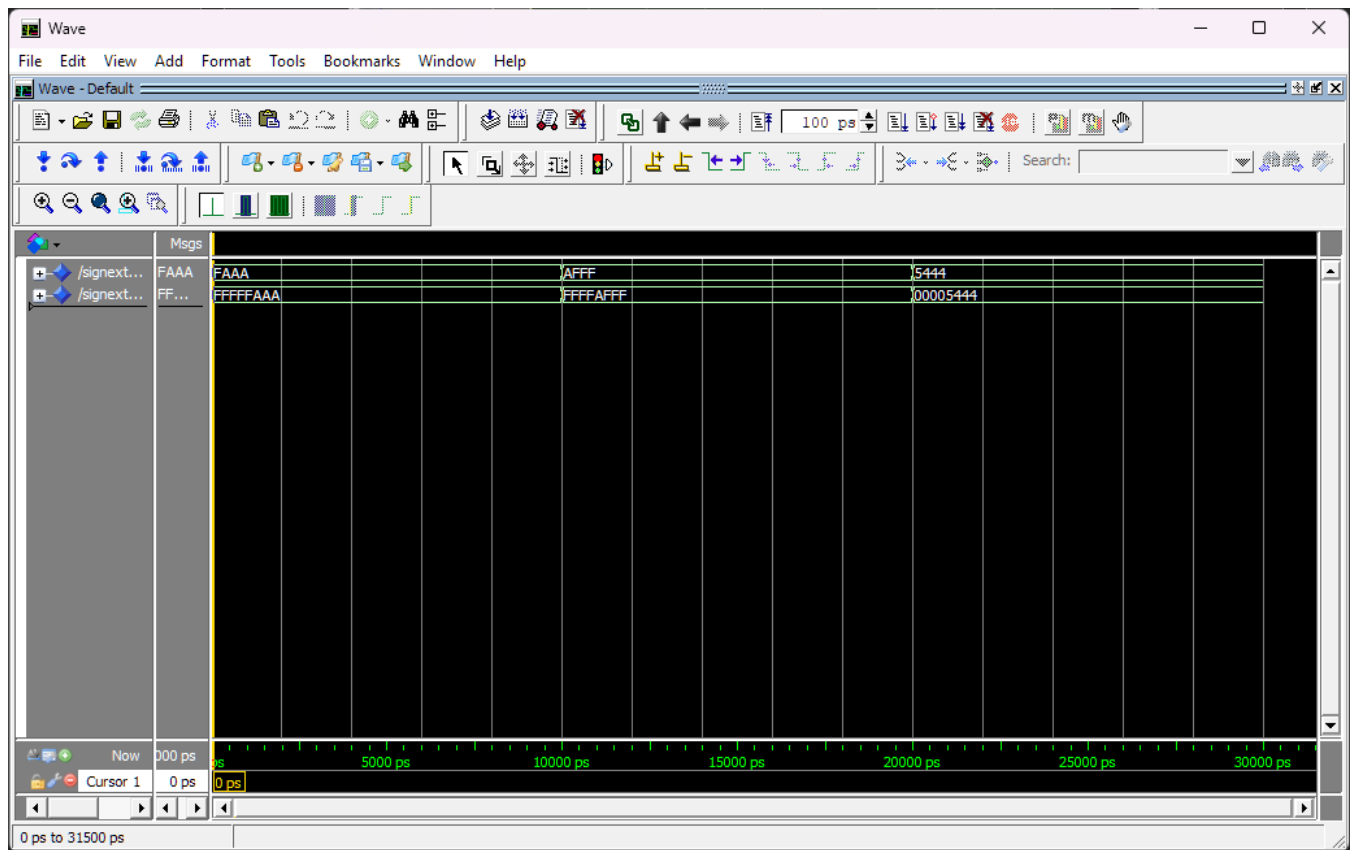 Wave
File Edit View Add Format Tools Bookmarks Window Help
Wave - Default
100 ps
Search:
Msgs
/signext... FAAA FAAA AFFF 5444
/signext... FF... FFFFFAAA FFFFAFFF 00005444
Now 000 ps ps 5000 ps 10000 ps 15000 ps 20000 ps 25000 ps 30000 ps
Cursor 1 0 ps 0 ps
0 ps to 31500 ps